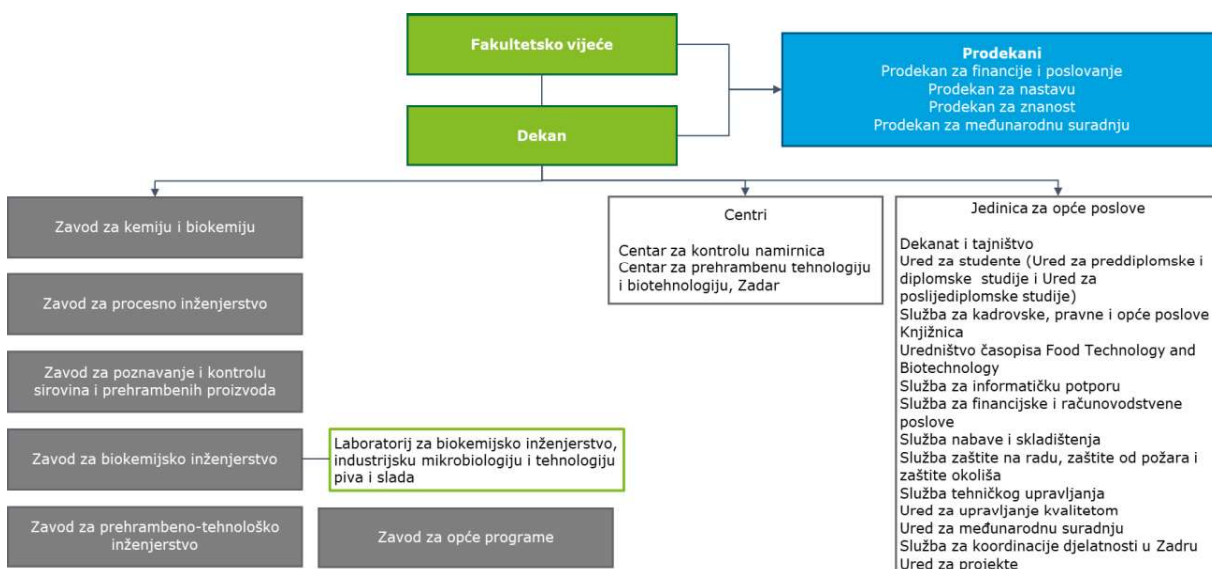 Fakultetsko vijeće
Dekan
Prodekani
Prodekan za financije i poslovanje
Prodekan za nastavu
Prodekan za znanost
Prodekan za međunarodnu suradnju
Zavod za kemiju i biokemiju
Zavod za procesno inženjerstvo
Zavod za poznavanje i kontrolu
sirovina i prehrambenih proizvoda
Zavod za biokemijsko inženjerstvo
Laboratorij za biokemijsko inženjerstvo,
industrijsku mikrobiologiju i tehnologiju
piva i slada
Zavod za prehrambeno-tehnološko
inženjerstvo
Zavod za opće programe
Centri
Centar za kontrolu namirnica
Centar za prehrambenu tehnologiju
i biotehnologiju, Zadar
Jedinica za opće poslove
Dekanat i tajništvo
Ured za studente (Ured za preddiplomske i
diplomske studije i Ured za
poslijediplomske studije)
Služba za kadrovske, pravne i opće poslove
Knjižnica
Uredništvo časopisa Food Technology and
Biotechnology
Služba za informatičku potporu
Služba za financijske i računovodstvene
poslove
Služba nabave i skladištenja
Služba zaštite na radu, zaštite od požara i
zaštite okoliša
Služba tehničkog upravljanja
Ured za upravljanje kvalitetom
Ured za međunarodnu suradnju
Služba za koordinacije djelatnosti u Zadru
Ured za projekte